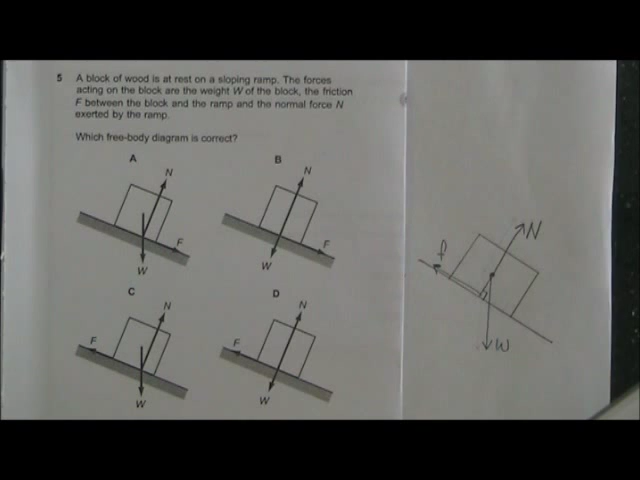 5 A block of wood is at rest on a sloping ramp. The forces
acting on the block are the weight W of the block, the friction
F between the block and the ramp and the normal force N
exerted by the ramp.
Which free-body diagram is correct?
A
N
F
W
B
N
F
W
C
N
F
W
D
N
F
W
N
f
W